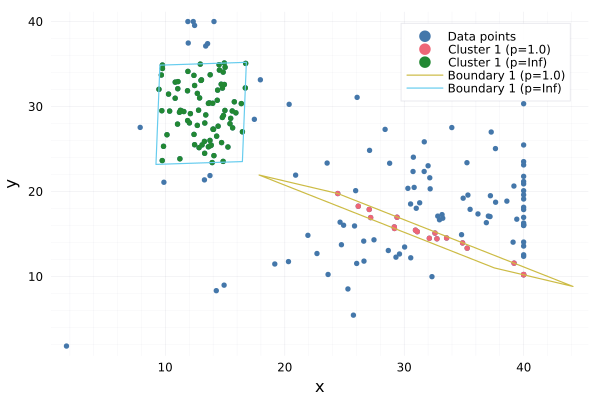 40
30
20
10
y
10
20
30
40
x
Data points
Cluster 1 (p=1.0)
Cluster 1 (p=Inf)
Boundary 1 (p=1.0)
Boundary 1 (p=Inf)